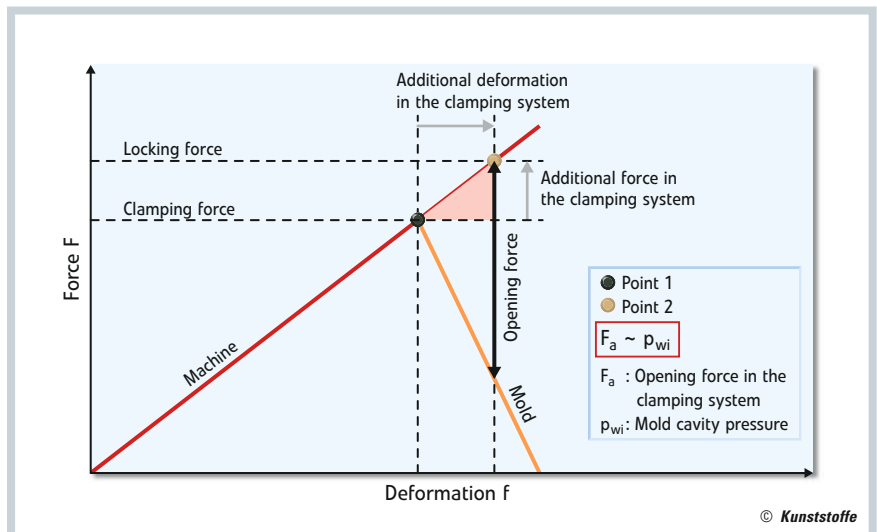 Additional deformation
in the clamping system
Locking force
Additional force in
the clamping system
Clamping force
Force F
Machine
Opening force
Mold
Point 1
Point 2
Fa ~ pwi
Fa : Opening force in the
clamping system
pwi: Mold cavity pressure
Deformation f
© Kunststoffe